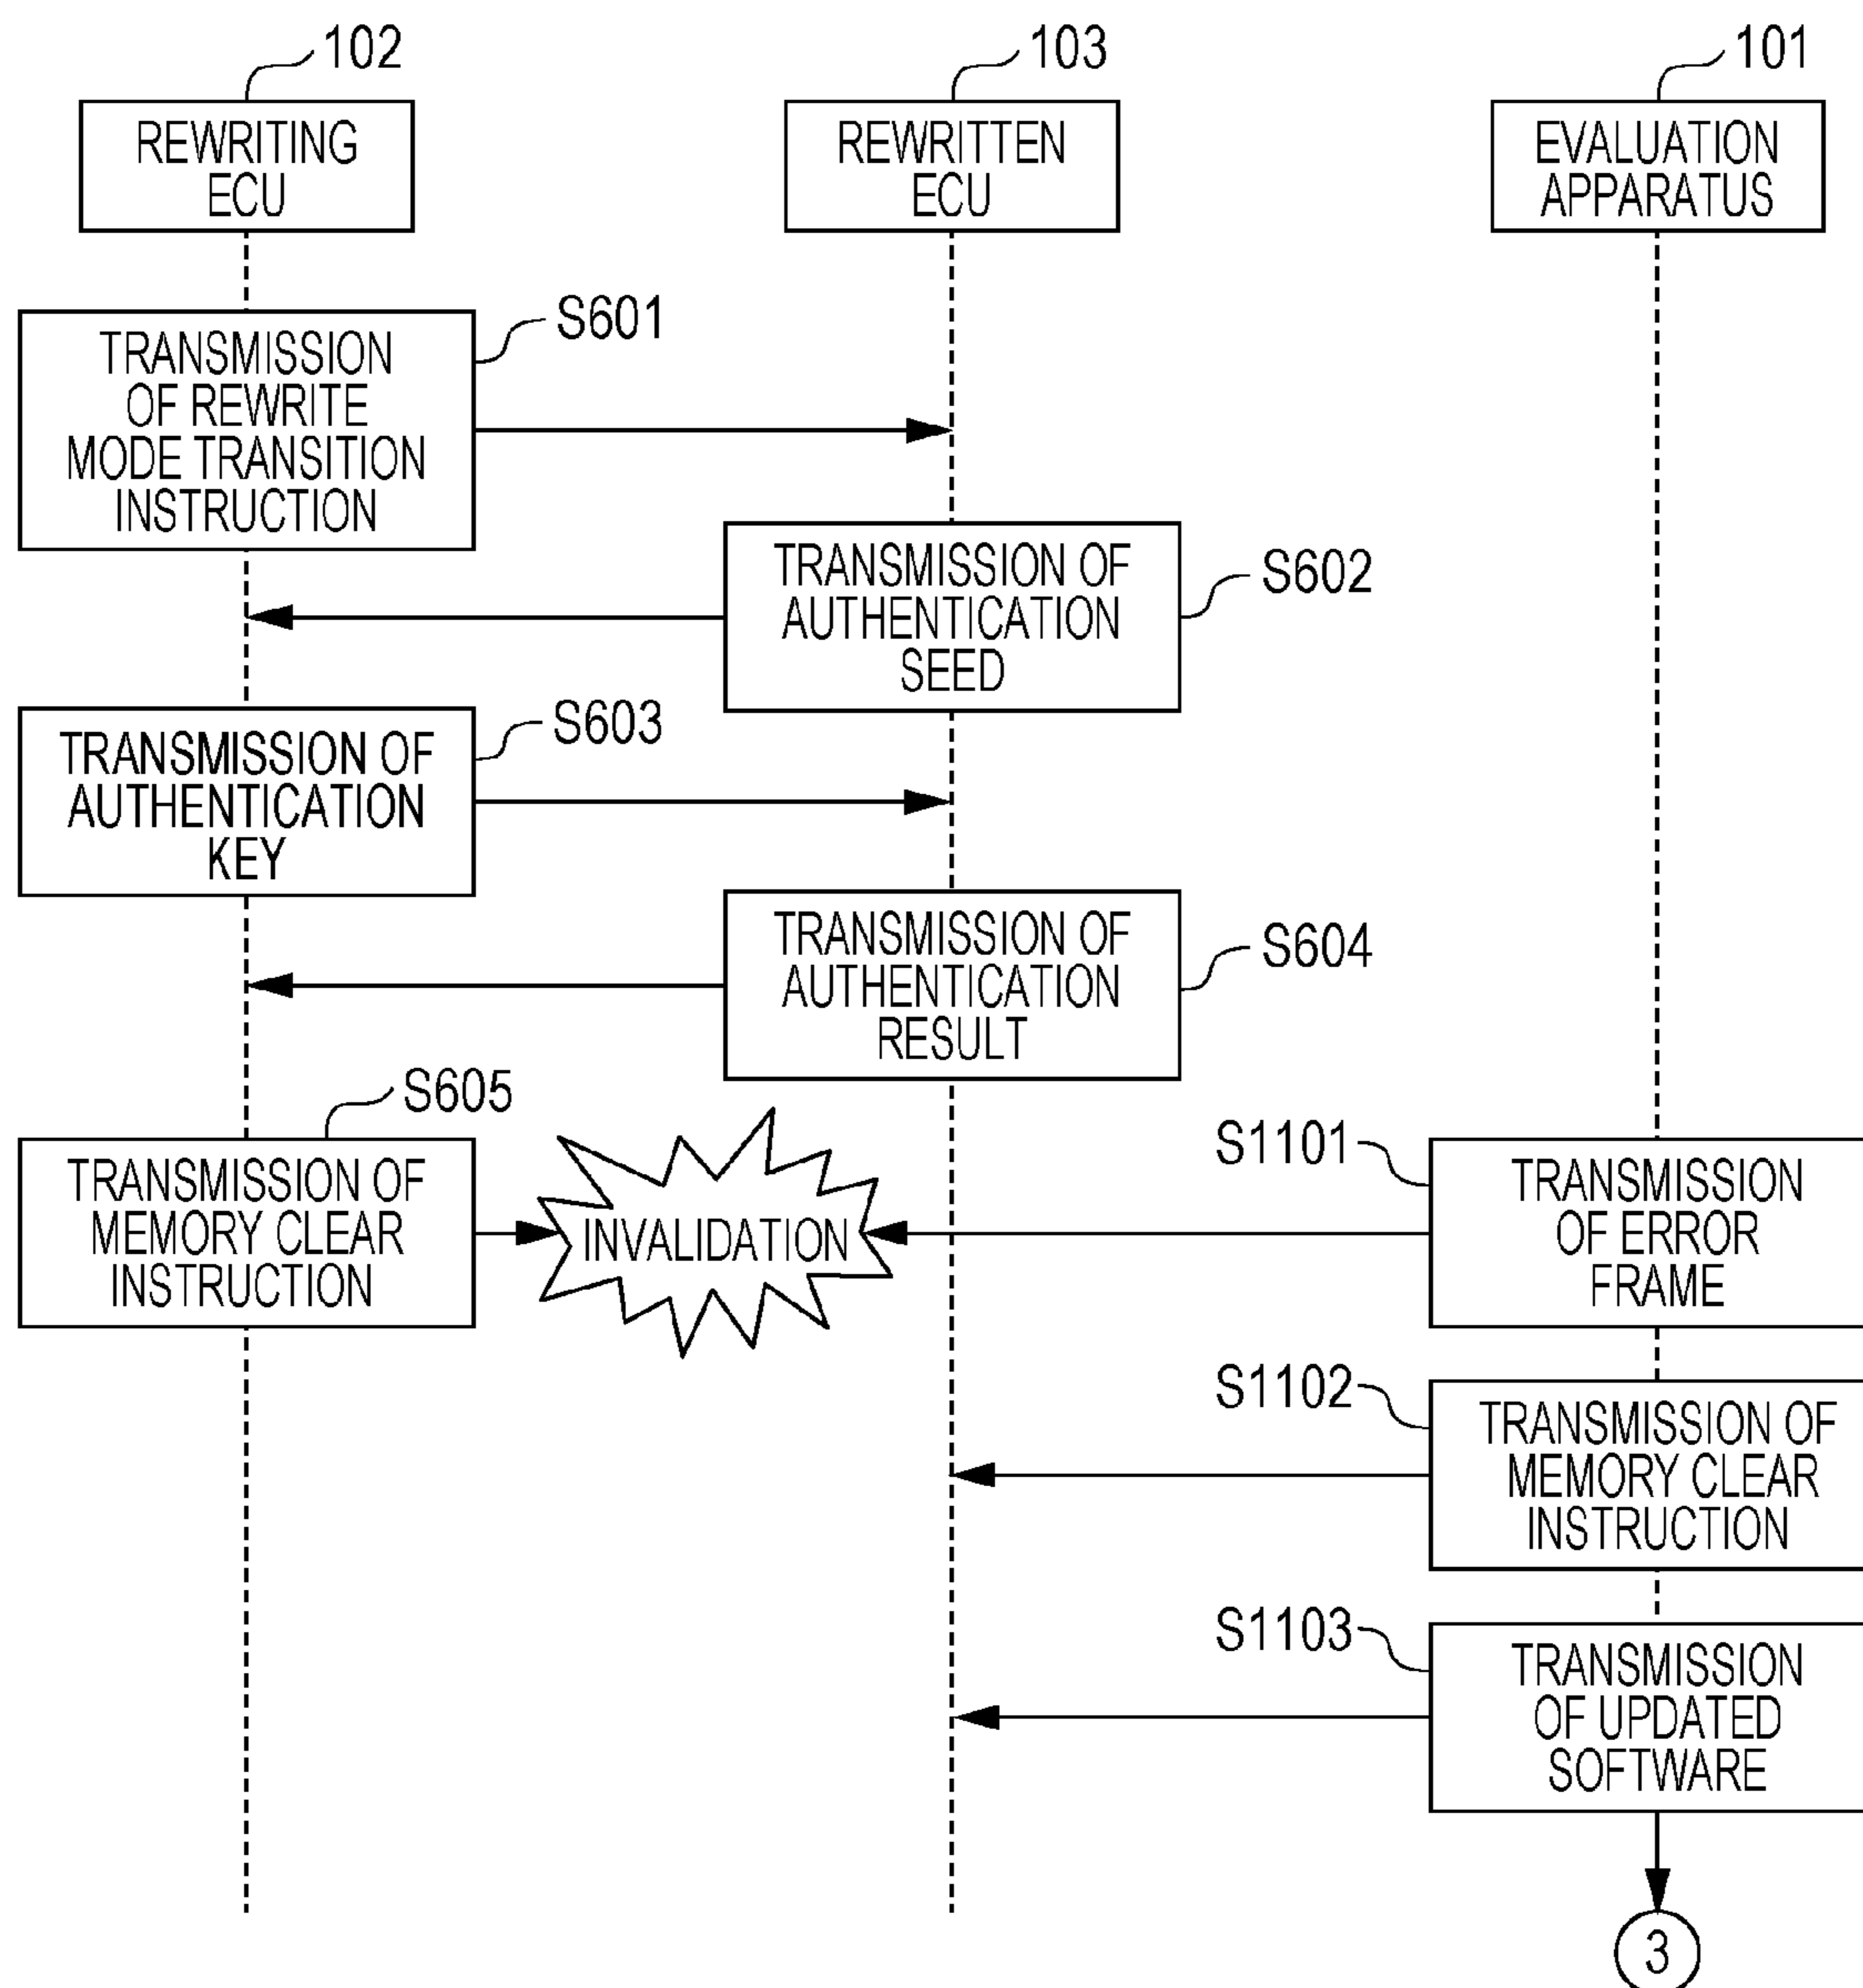 102
103
101
REWRITING
ECU
REWRITTEN
ECU
EVALUATION
APPARATUS
S601
TRANSMISSION
OF REWRITE
MODE TRANSITION
INSTRUCTION
S602
TRANSMISSION OF
AUTHENTICATION
SEED
S603
TRANSMISSION OF
AUTHENTICATION
KEY
S604
TRANSMISSION OF
AUTHENTICATION
RESULT
S605
TRANSMISSION OF
MEMORY CLEAR
INSTRUCTION
INVALIDATION
S1101
TRANSMISSION
OF ERROR
FRAME
S1102
TRANSMISSION OF
MEMORY CLEAR
INSTRUCTION
S1103
TRANSMISSION
OF UPDATED
SOFTWARE
3